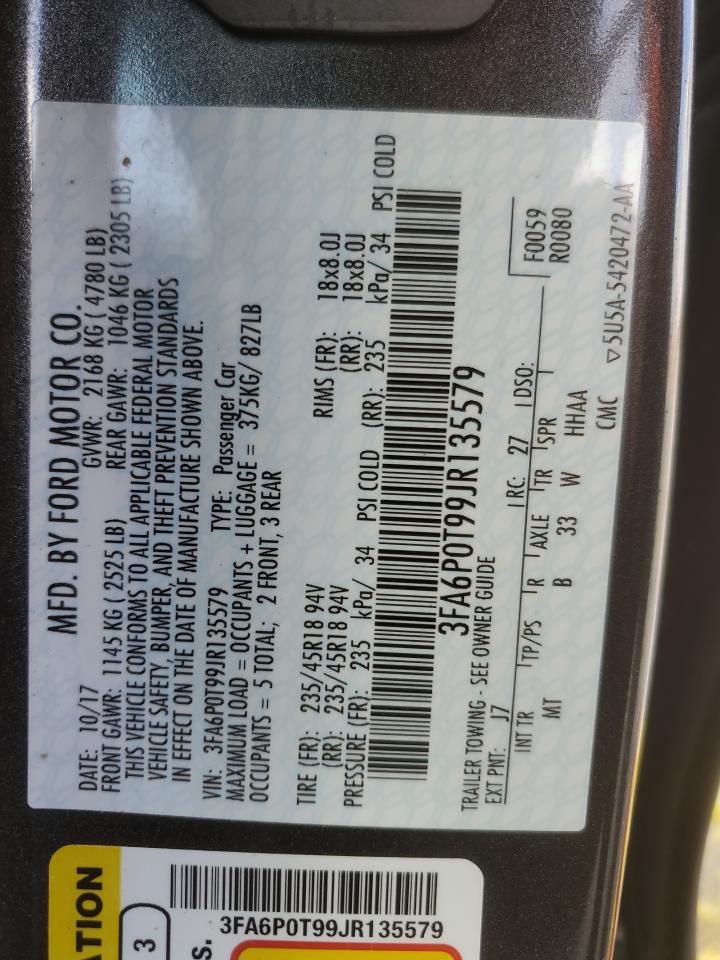 MFD. BY FORD MOTOR CO.
DATE: 10/17 GVWR: 2168 KG ( 4780 LB)
FRONT GAWR: 1145 KG ( 2525 LB) REAR GAWR: 1046 KG ( 2305 LB)
THIS VEHICLE CONFORMS TO ALL APPLICABLE FEDERAL MOTOR
VEHICLE SAFETY, BUMPER, AND THEFT PREVENTION STANDARDS
IN EFFECT ON THE DATE OF MANUFACTURE SHOWN ABOVE.
VIN: 3FA6P0T99JR135579 TYPE: Passenger Car
MAXIMUM LOAD = OCCUPANTS + LUGGAGE = 375KG/ 827LB
OCCUPANTS = 5 TOTAL; 2 FRONT, 3 REAR
TIRE (FR): 235/45R18 94V RIMS (FR): 18x8.0J
(RR): 235/45R18 94V (RR): 18x8.0J
PRESSURE (FR): 235 kPa/ 34 PSI COLD (RR): 235 kPa/ 34 PSI COLD
3FA6P0T99JR135579
TRAILER TOWING - SEE OWNER GUIDE
EXT PNT: J7 RC: 27 DSO: F0059
R0080
INT TR TP/PS R AXLE TR SPR
MT B 33 W HHAA
CMC ▽5U5A-5420472-AA
ATION
3
s.
3FA6P0T99JR135579